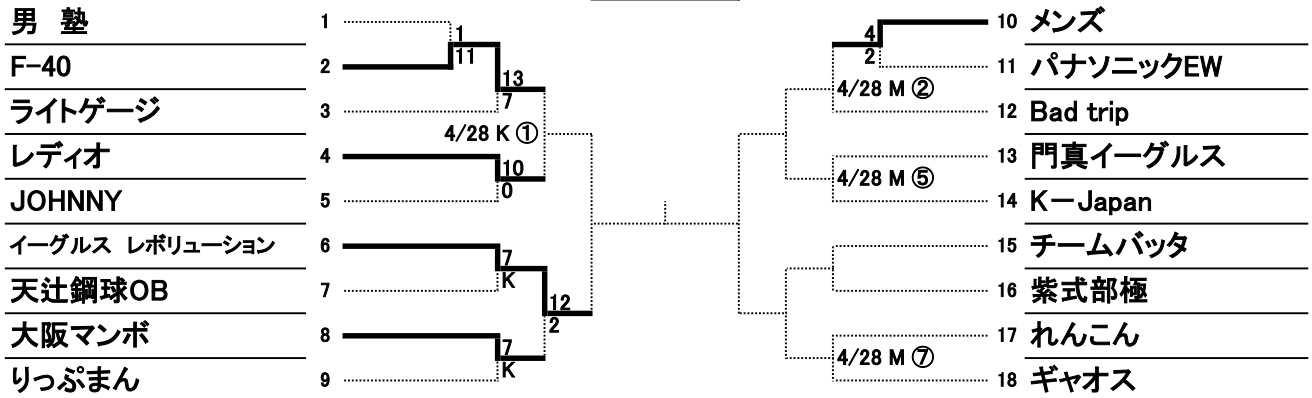 男　塾 1
F-40 2
ライトゲージ 3
レディオ 4
JOHNNY 5
イーグルス　レボリューション 6
天辻鋼球OB 7
大阪マンボ 8
りっぷまん 9
1
11
13
7
4/28 K ①
10
0
7
K
12
2
7
K
10 メンズ
11 パナソニックEW
12 Bad trip
13 門真イーグルス
14 K－Japan
15 チームバッタ
16 紫式部極
17 れんこん
18 ギャオス
4
2
4/28 M ②
4/28 M ⑤
4/28 M ⑦